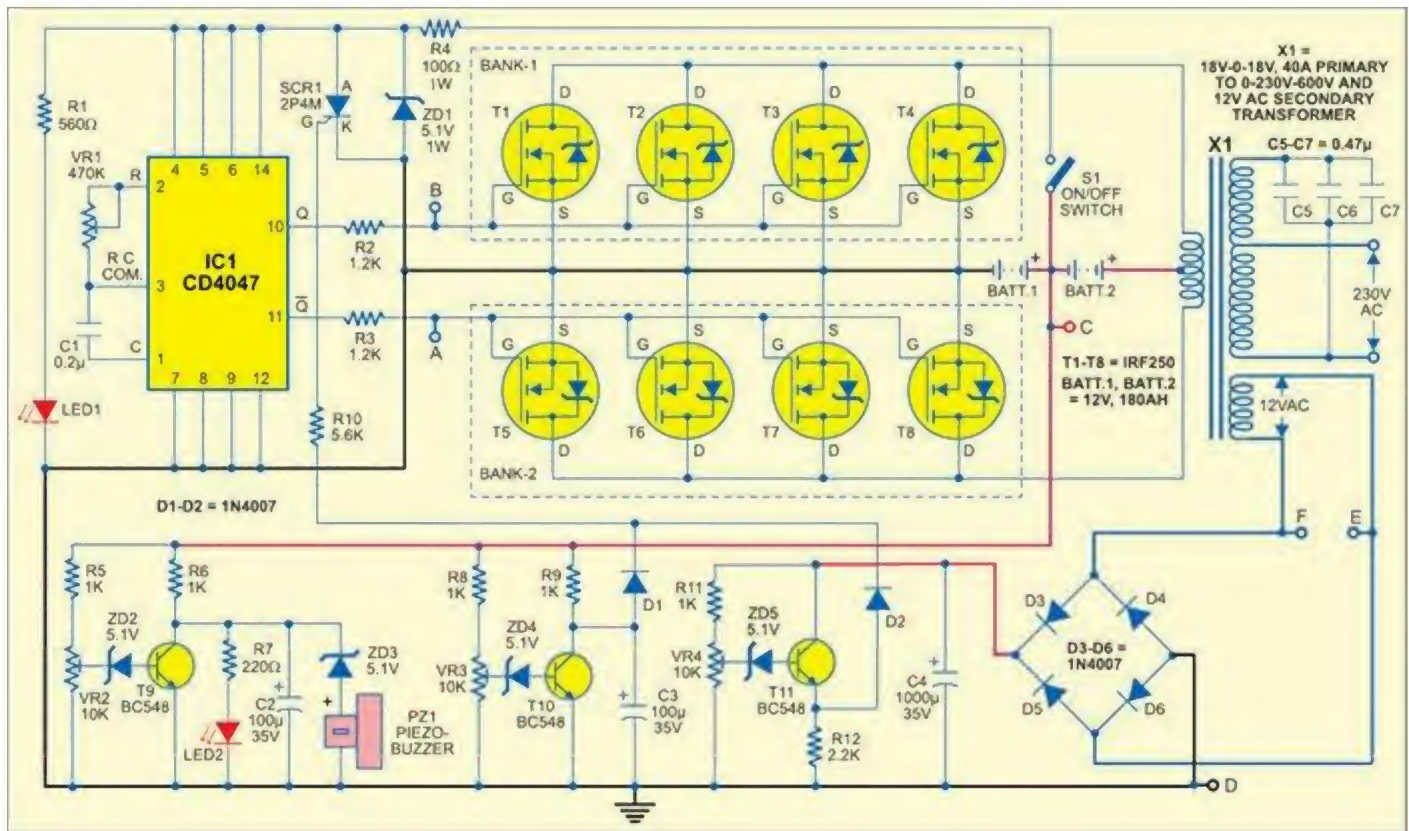 R4
100Ω
1W
BANK-1
X1 =
18V-0-18V, 40A PRIMARY
TO 0-230V-600V AND
12V AC SECONDARY
TRANSFORMER
R1
560Ω
SCR1
2P4M
A
G
K
ZD1
5.1V
1W
D
D
D
D
T1
T2
T3
T4
X1
C5-C7 = 0.47µ
VR1
470K
R
2
4
5
6
14
S1
ON/OFF
SWITCH
B
G
G
G
G
S
S
S
S
C5
C6
C7
Q
10
R2
1.2K
R C
COM.
3
IC1
CD4047
+
+
BATT.1
BATT.2
230V
AC
Q̅
11
C1
0.2µ
C
1
R3
1.2K
A
S
S
S
S
G
G
G
G
C
T1-T8 = IRF250
BATT.1, BATT.2
= 12V, 180AH
7
8
9
12
LED1
R10
5.6K
T5
T6
T7
T8
D
D
D
D
12VAC
BANK-2
D1-D2 = 1N4007
F
E
R5
1K
R6
1K
R8
1K
R9
1K
D1
R11
1K
D2
D3
D4
ZD2
5.1V
ZD4
5.1V
ZD5
5.1V
R7
220Ω
ZD3
5.1V
D3-D6 =
1N4007
VR2
10K
T9
BC548
C2
100µ
35V
+
+
PZ1
PIEZO-
BUZZER
VR3
10K
T10
BC548
+
C3
100µ
35V
VR4
10K
T11
BC548
+
C4
1000µ
35V
D5
D6
LED2
R12
2.2K
D